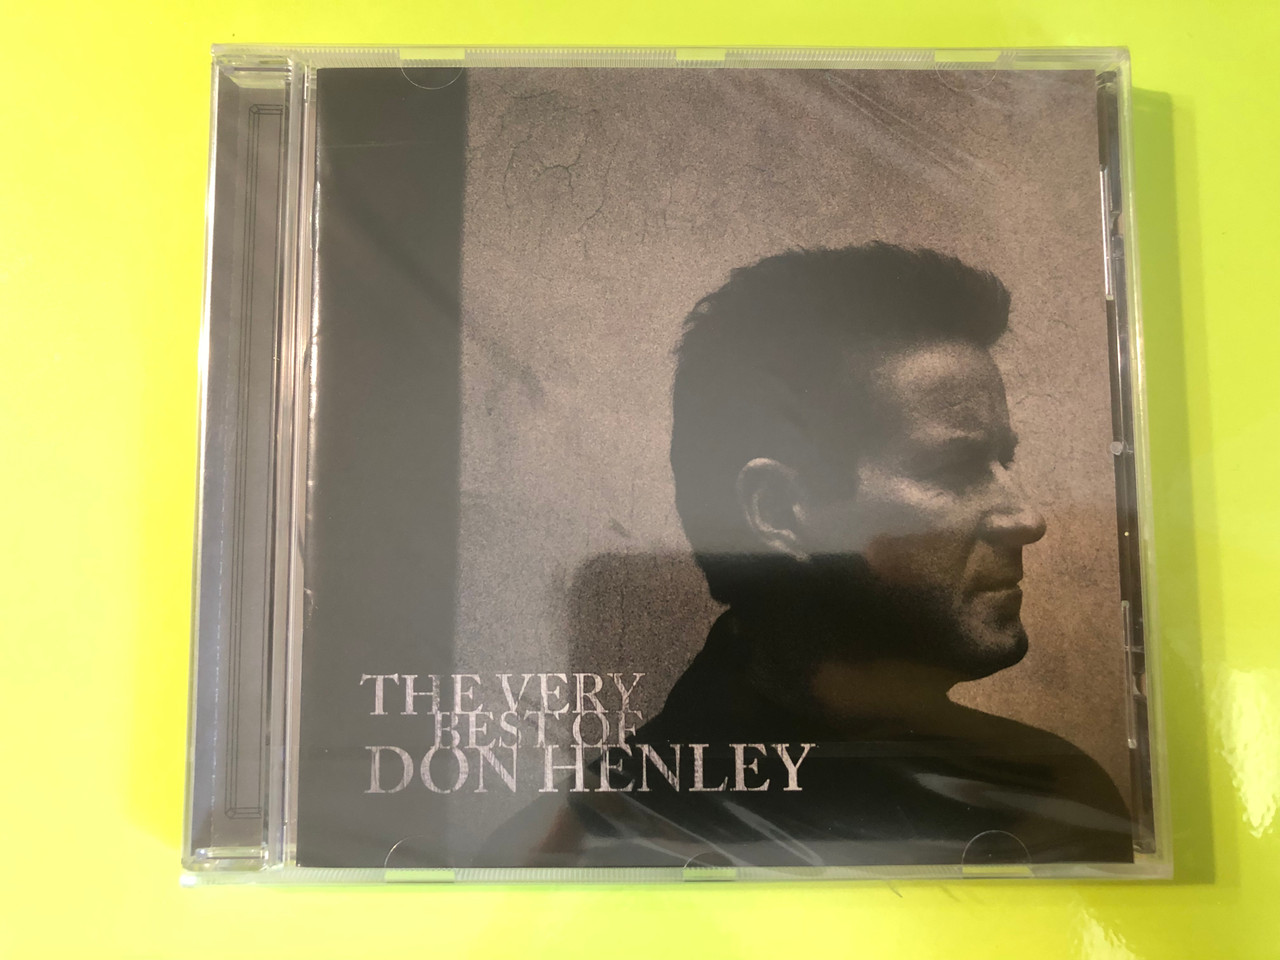 THE VERY
BEST OF
DON HENLEY